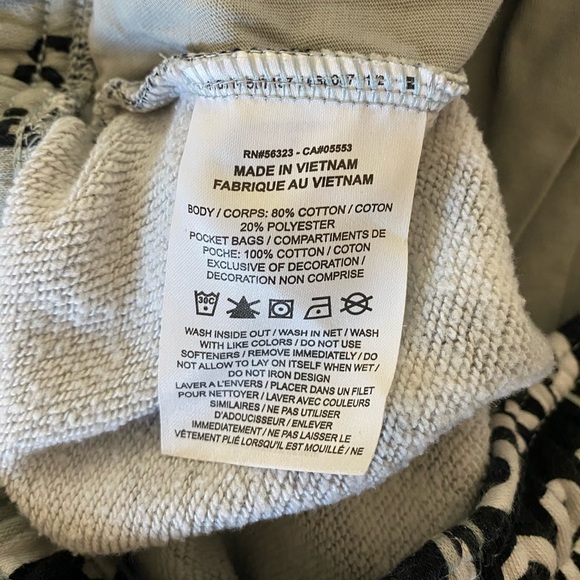 RN#56323 - CA#05553
MADE IN VIETNAM
FABRIQUE AU VIETNAM
BODY / CORPS: 80% COTTON / COTON
20% POLYESTER
POCKET BAGS / COMPARTIMENTS DE
POCHE: 100% COTTON / COTON
EXCLUSIVE OF DECORATION /
DECORATION NON COMPRISE
30C
WASH INSIDE OUT / WASH IN NET / WASH
WITH LIKE COLORS / DO NOT USE
SOFTENERS / REMOVE IMMEDIATELY / DO
NOT ALLOW TO LAY ON ITSELF WHEN WET /
DO NOT IRON DESIGN
LAVER A L'ENVERS / PLACER DANS UN FILET
POUR NETTOYER / LAVER AVEC COULEURS
SIMILAIRES / NE PAS UTILISER
D'ADOUCISSEUR / ENLEVER
IMMEDIATEMENT / NE PAS LAISSER LE
VÊTEMENT PLIÉ LORSQU'IL EST MOUILLÉ / NE